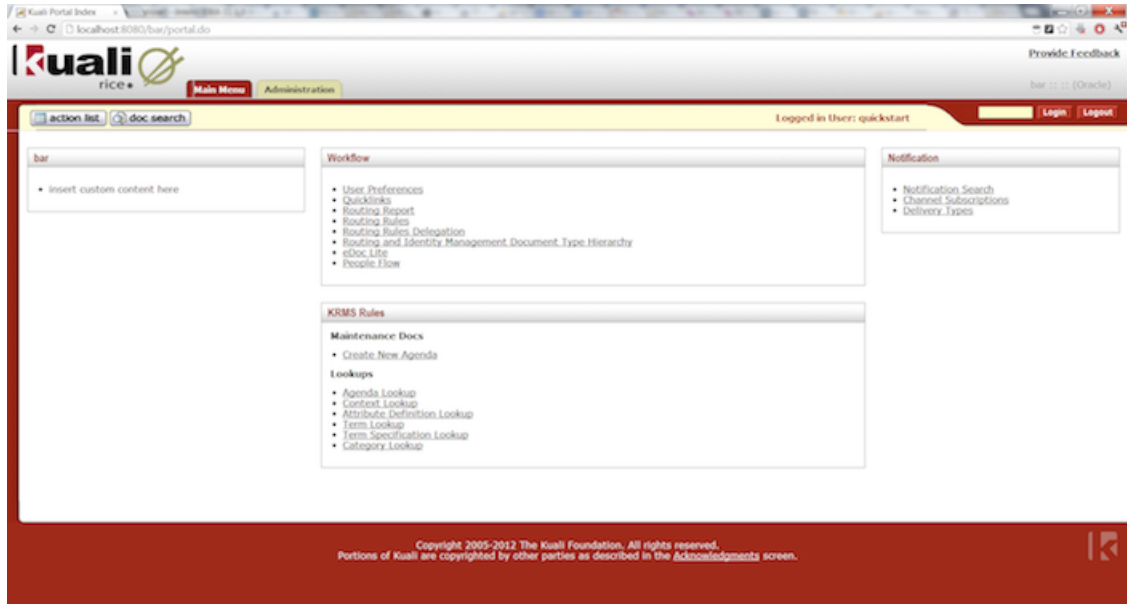 Kuali Portal Index
localhost:8080/bar/portal.do
Provide Feedback
kuali
rice
Main Menu Administration
bar :: :: (Oracle)
action list doc search
Logged in User: quickstart
Login Logout
bar
• insert custom content here
Workflow
• User Preferences
• Quicklinks
• Routing Report
• Routing Rules
• Routing Rules Delegation
• Routing and Identity Management Document Type Hierarchy
• eDoc Lite
• People Flow
Notification
• Notification Search
• Channel Subscriptions
• Delivery Types
KRMS Rules
Maintenance Docs
• Create New Agenda
Lookups
• Agenda Lookup
• Context Lookup
• Attribute Definition Lookup
• Term Lookup
• Term Specification Lookup
• Category Lookup
Copyright 2005-2012 The Kuali Foundation. All rights reserved.
Portions of Kuali are copyrighted by other parties as described in the Acknowledgments screen.